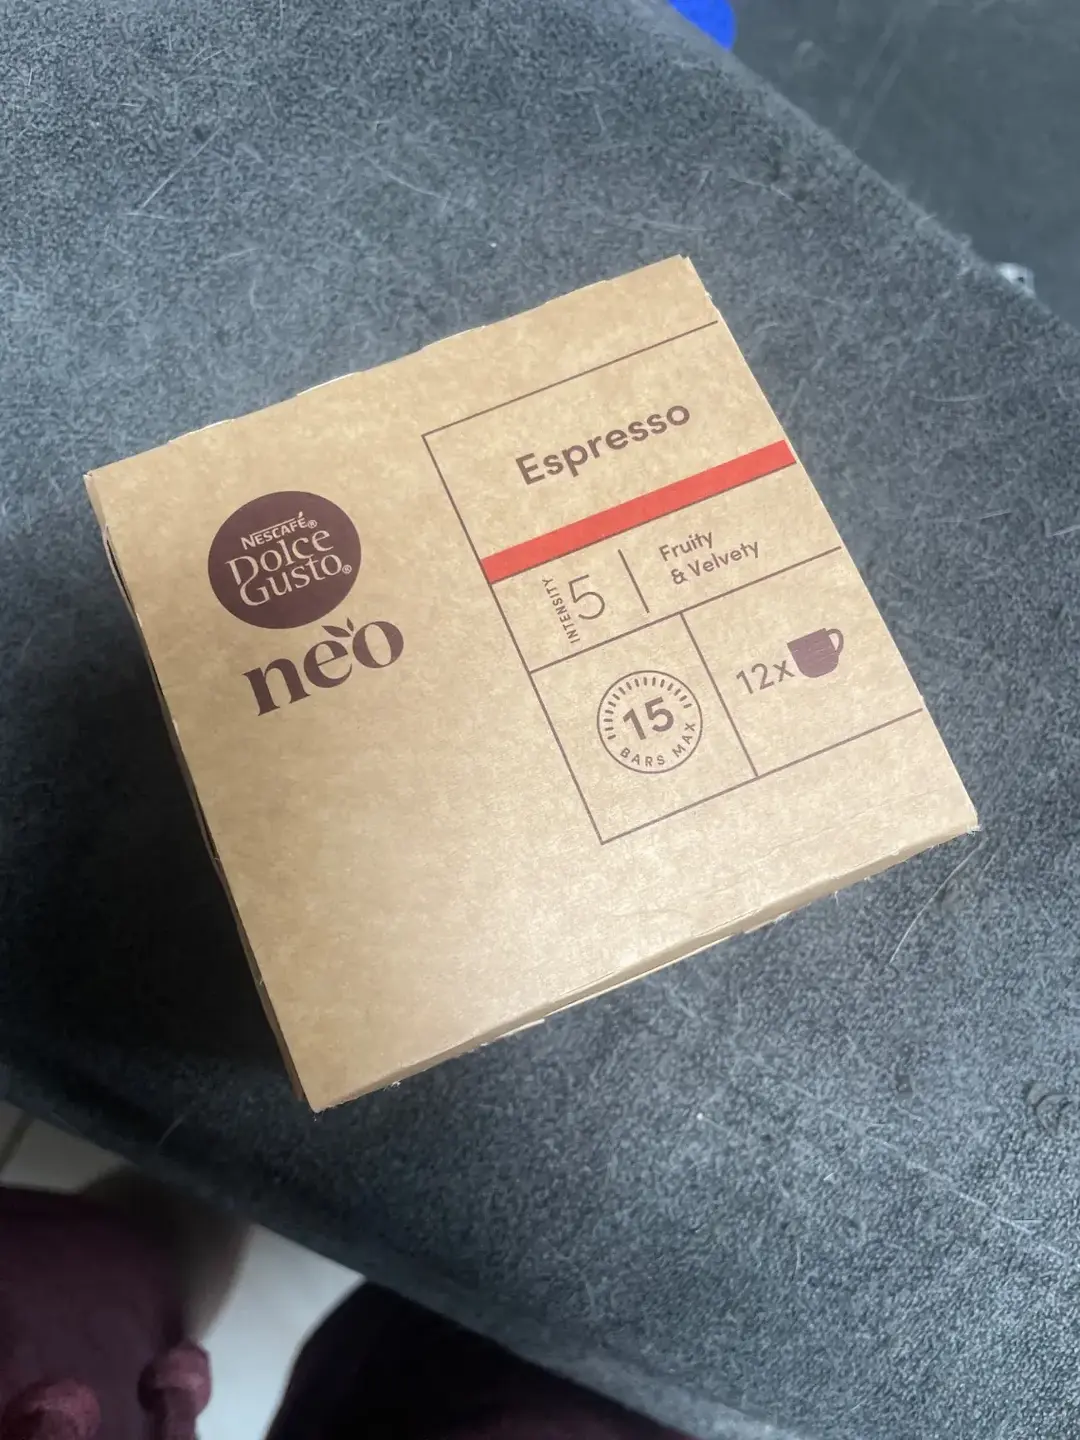 NESCAFÉ®
Dolce
Gusto®
neo
Espresso
INTENSITY 5
Fruity
& Velvety
15
BARS MAX
12x